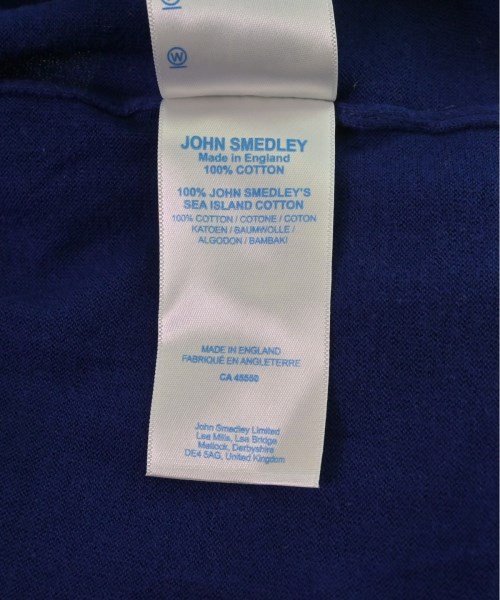 W
JOHN SMEDLEY
Made in England
100% COTTON
100% JOHN SMEDLEY'S
SEA ISLAND COTTON
100% COTTON / COTONE / COTON
KATOEN / BAUMWOLLE /
ALGODON / BAMBAKI
MADE IN ENGLAND
FABRIQUÉ EN ANGLETERRE
CA 45550
John Smedley Limited
Lea Mills, Lea Bridge
Matlock, Derbyshire
DE4 5AG, United Kingdom